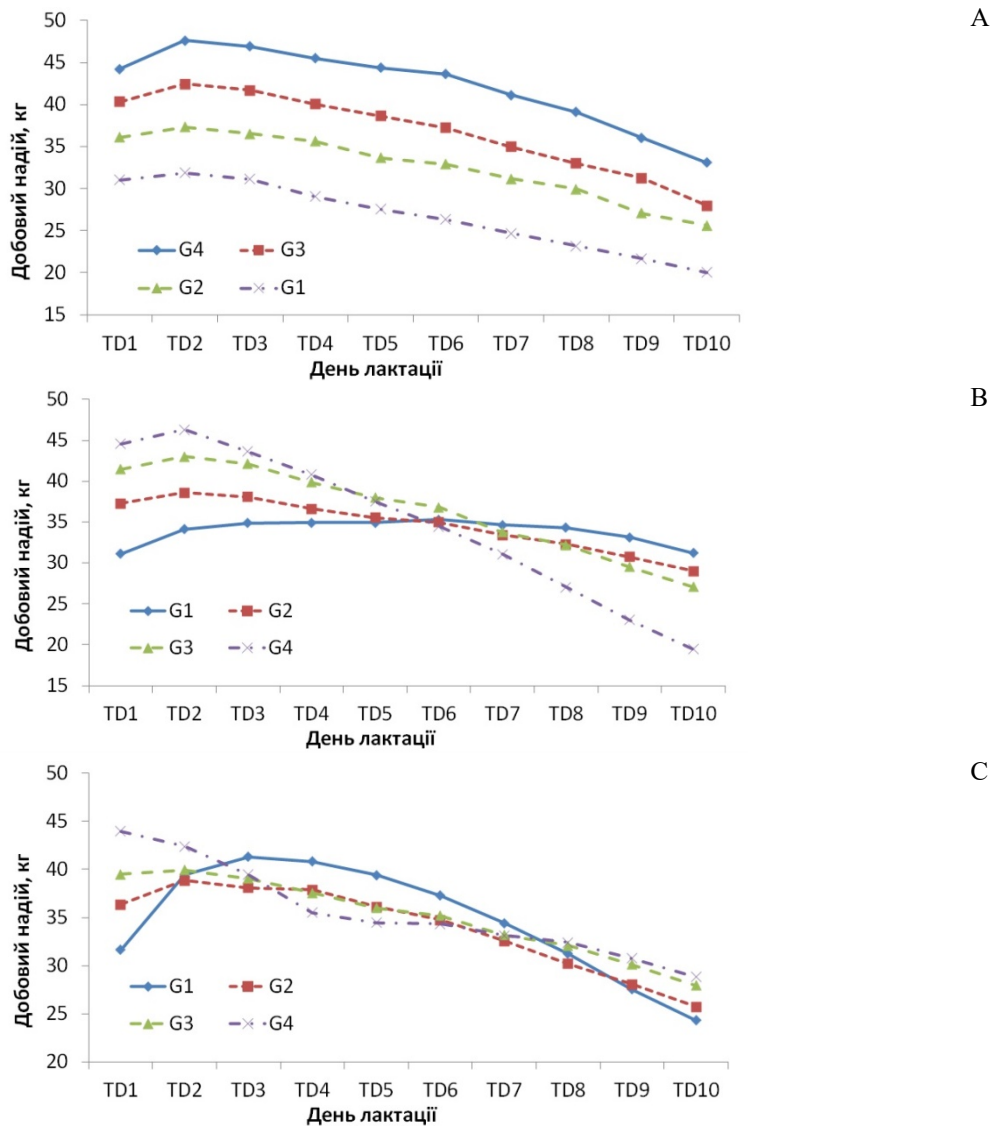 A
Добовий надій, кг
50
45
40
35
30
25
20
15
G4 G3
G2 G1
TD1 TD2 TD3 TD4 TD5 TD6 TD7 TD8 TD9 TD10
День лактації
B
Добовий надій, кг
50
45
40
35
30
25
20
15
G1 G2
G3 G4
TD1 TD2 TD3 TD4 TD5 TD6 TD7 TD8 TD9 TD10
День лактації
C
Добовий надій, кг
50
45
40
35
30
25
20
G1 G2
G3 G4
TD1 TD2 TD3 TD4 TD5 TD6 TD7 TD8 TD9 TD10
День лактації